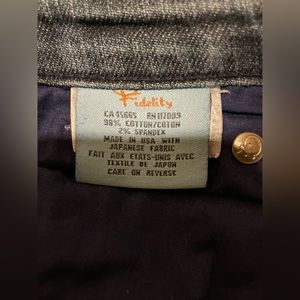 Fidelity
CA45665 RN117009
98% COTTON/COTON
2% SPANDEX
MADE IN USA WITH
JAPANESE FABRIC
FAIT AUX ETATS-UNIS AVEC
TEXTILE DE JAPON
CARE ON REVERSE